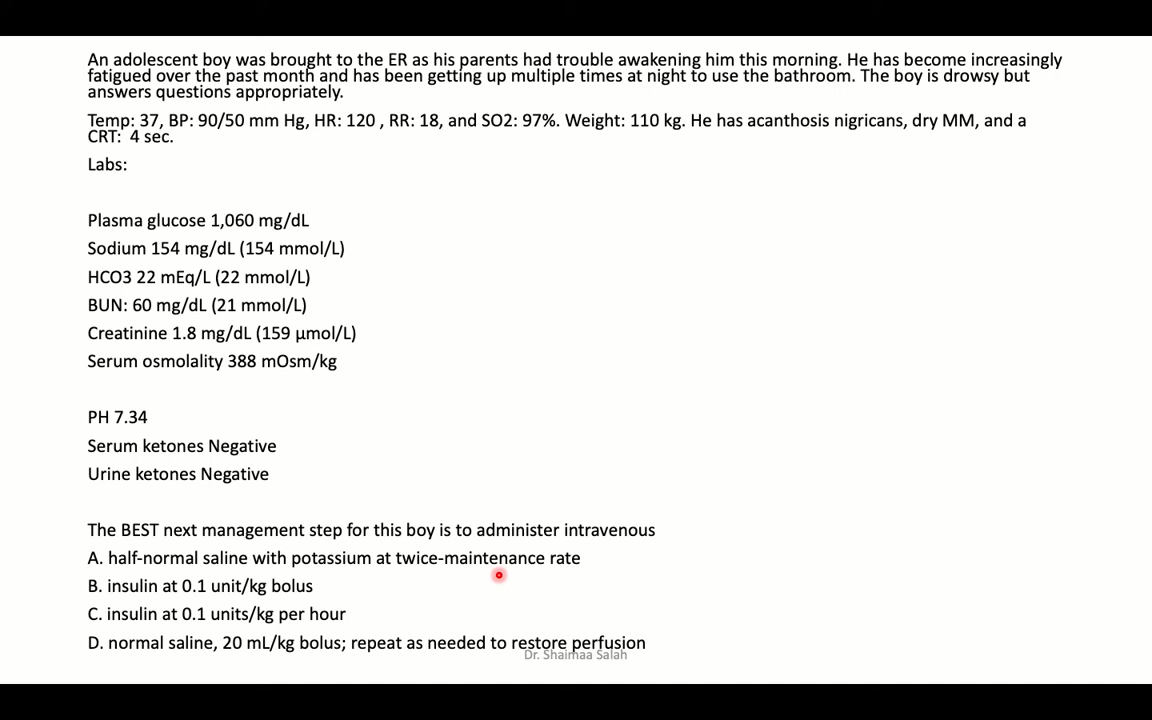 An adolescent boy was brought to the ER as his parents had trouble awakening him this morning. He has become increasingly
fatigued over the past month and has been getting up multiple times at night to use the bathroom. The boy is drowsy but
answers questions appropriately.
Temp: 37, BP: 90/50 mm Hg, HR: 120 , RR: 18, and SO2: 97%. Weight: 110 kg. He has acanthosis nigricans, dry MM, and a
CRT:  4 sec.
Labs:
Plasma glucose 1,060 mg/dL
Sodium 154 mg/dL (154 mmol/L)
HCO3 22 mEq/L (22 mmol/L)
BUN: 60 mg/dL (21 mmol/L)
Creatinine 1.8 mg/dL (159 µmol/L)
Serum osmolality 388 mOsm/kg
PH 7.34
Serum ketones Negative
Urine ketones Negative
The BEST next management step for this boy is to administer intravenous
A. half-normal saline with potassium at twice-maintenance rate
B. insulin at 0.1 unit/kg bolus
C. insulin at 0.1 units/kg per hour
D. normal saline, 20 mL/kg bolus; repeat as needed to restore perfusion
Dr. Shaimaa Salah